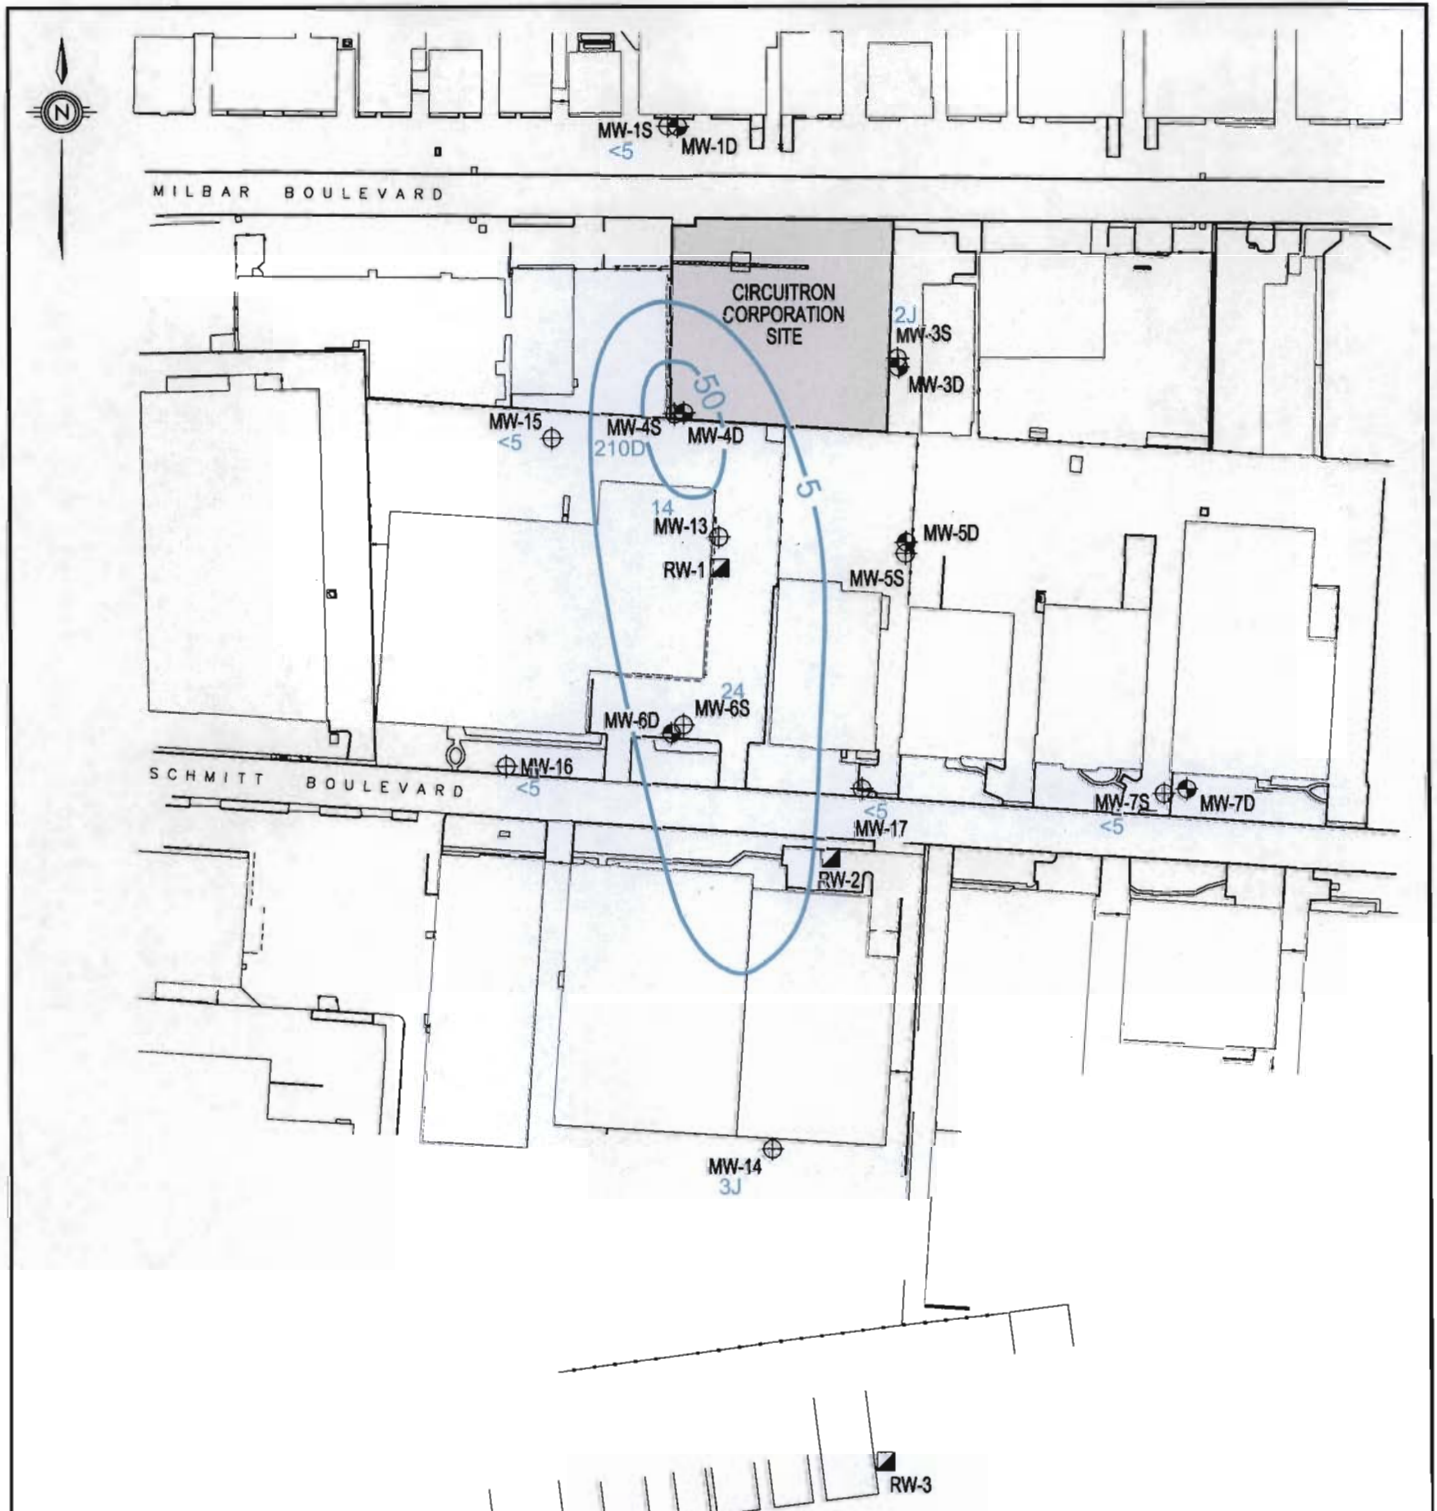 N
MW-1S
MW-1D
<5
MILBAR BOULEVARD
CIRCUITRON
CORPORATION
SITE
2J
MW-3S
MW-3D
50
MW-15
<5
MW-4S
MW-4D
210D
5
14
MW-13
MW-5D
RW-1
MW-5S
24
MW-6S
MW-6D
MW-16
<5
SCHMITT BOULEVARD
<5
MW-17
MW-7S
MW-7D
<5
RW-2
MW-14
3J
RW-3